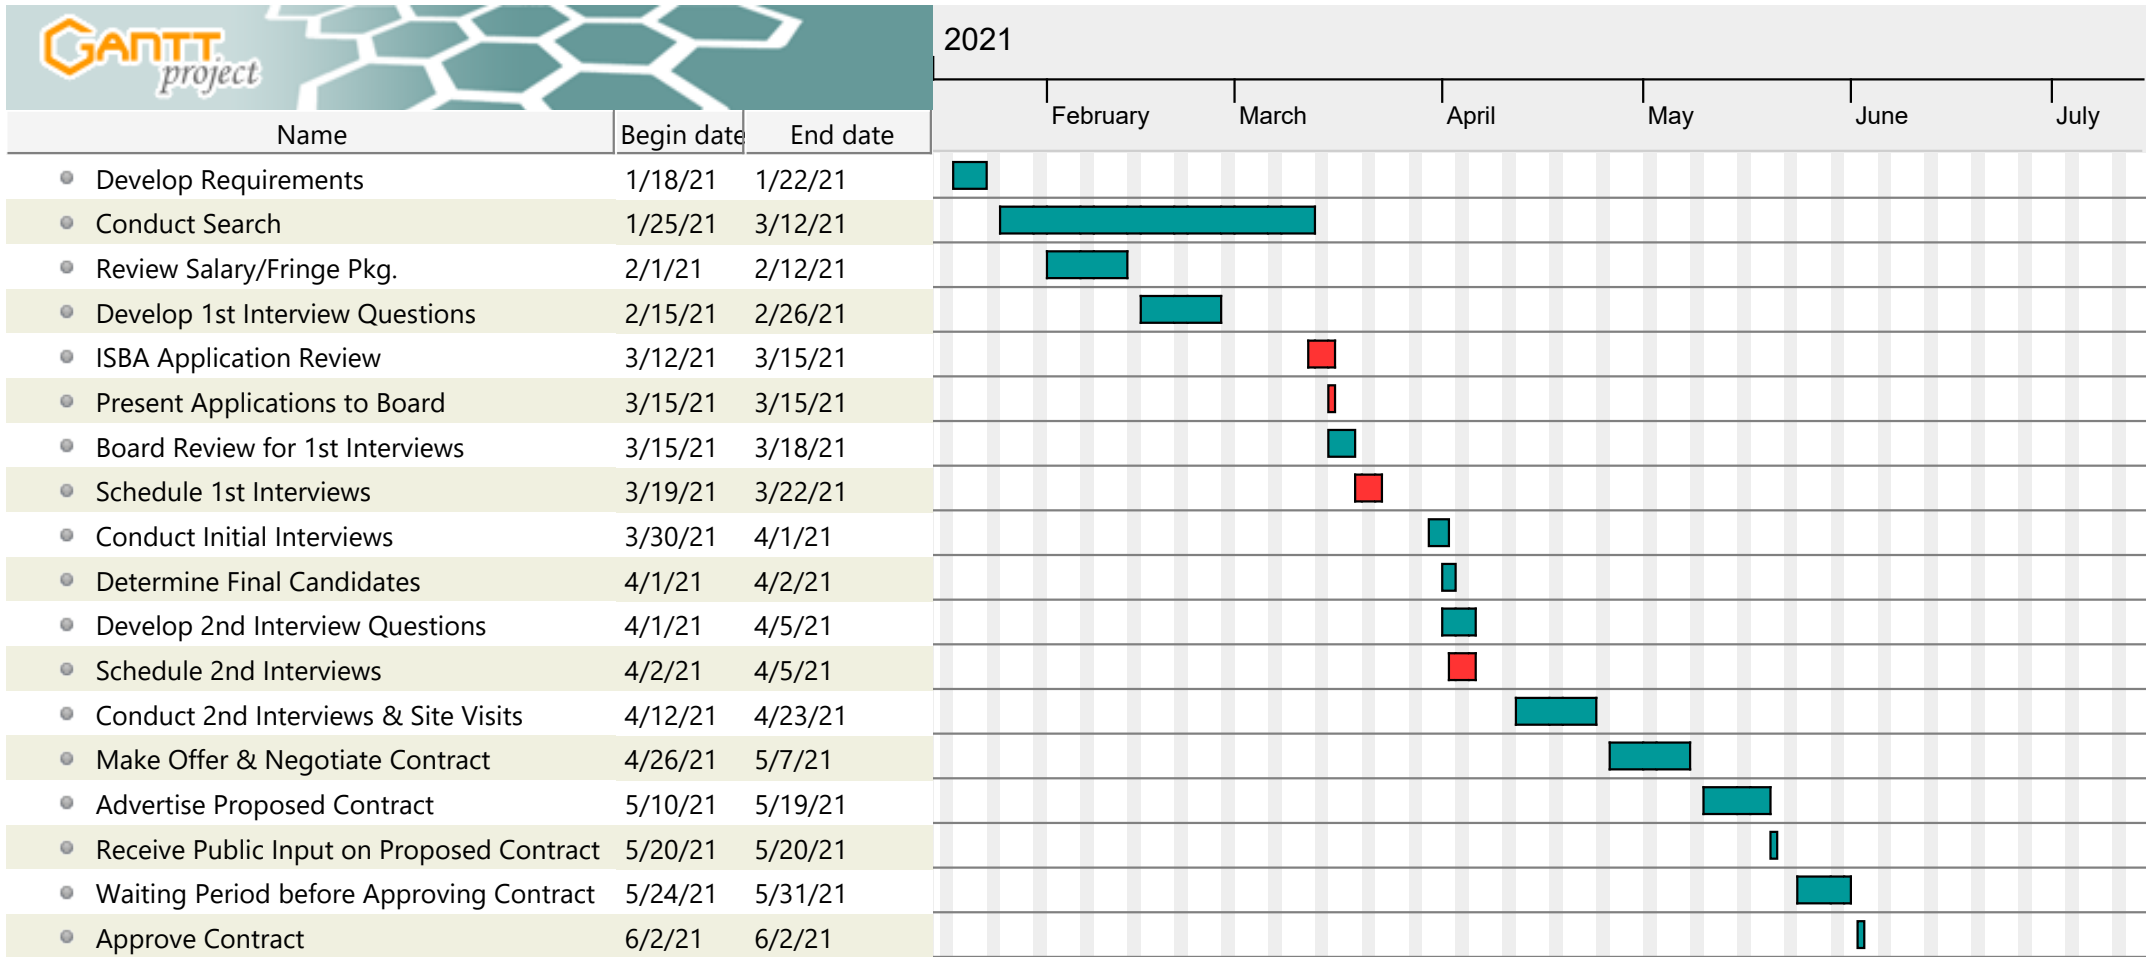 GANTT
project
2021
February March April May June July
Name Begin date End date
Develop Requirements 1/18/21 1/22/21
Conduct Search 1/25/21 3/12/21
Review Salary/Fringe Pkg. 2/1/21 2/12/21
Develop 1st Interview Questions 2/15/21 2/26/21
ISBA Application Review 3/12/21 3/15/21
Present Applications to Board 3/15/21 3/15/21
Board Review for 1st Interviews 3/15/21 3/18/21
Schedule 1st Interviews 3/19/21 3/22/21
Conduct Initial Interviews 3/30/21 4/1/21
Determine Final Candidates 4/1/21 4/2/21
Develop 2nd Interview Questions 4/1/21 4/5/21
Schedule 2nd Interviews 4/2/21 4/5/21
Conduct 2nd Interviews & Site Visits 4/12/21 4/23/21
Make Offer & Negotiate Contract 4/26/21 5/7/21
Advertise Proposed Contract 5/10/21 5/19/21
Receive Public Input on Proposed Contract 5/20/21 5/20/21
Waiting Period before Approving Contract 5/24/21 5/31/21
Approve Contract 6/2/21 6/2/21